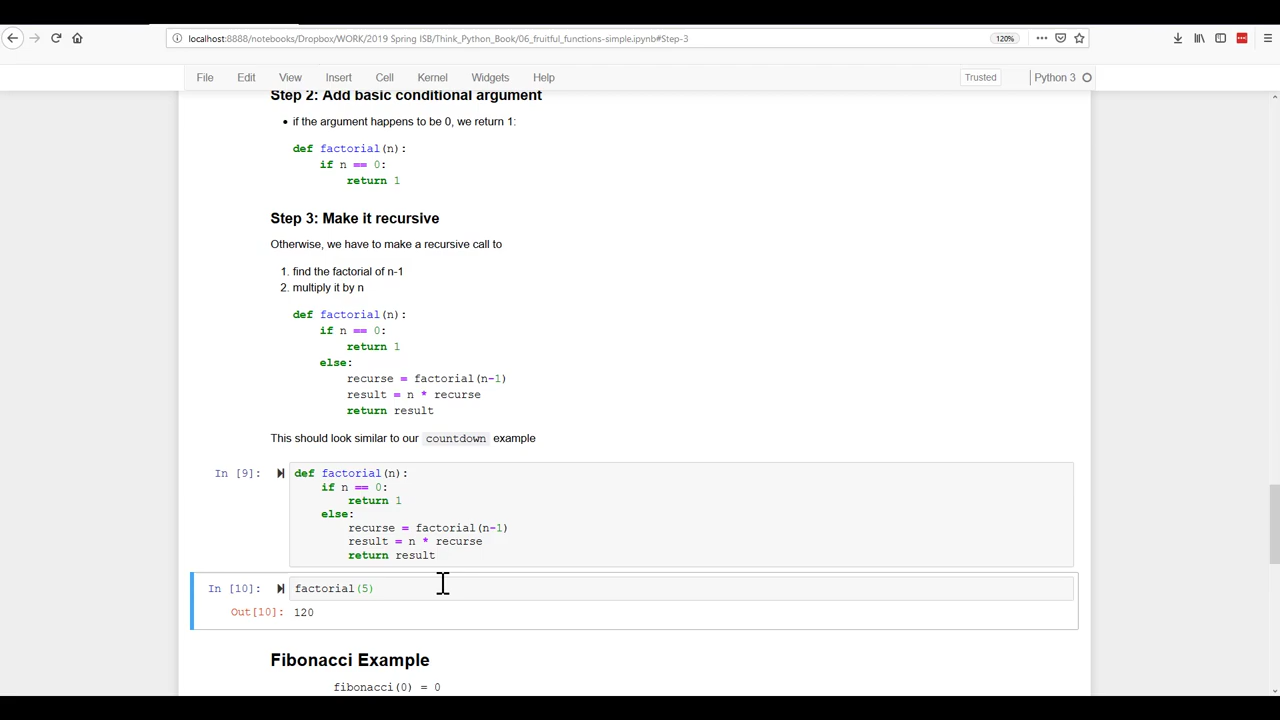 localhost:8888/notebooks/Dropbox/WORK/2019 Spring ISB/Think_Python_Book/06_fruitful_functions-simple.ipynb#Step-3 120%
File Edit View Insert Cell Kernel Widgets Help Trusted Python 3
Step 2: Add basic conditional argument
• if the argument happens to be 0, we return 1:
def factorial(n):
    if n == 0:
        return 1
Step 3: Make it recursive
Otherwise, we have to make a recursive call to
1. find the factorial of n-1
2. multiply it by n
def factorial(n):
    if n == 0:
        return 1
    else:
        recurse = factorial(n-1)
        result = n * recurse
        return result
This should look similar to our countdown example
In [9]: def factorial(n):
    if n == 0:
        return 1
    else:
        recurse = factorial(n-1)
        result = n * recurse
        return result
In [10]: factorial(5)
Out[10]: 120
Fibonacci Example
fibonacci(0) = 0